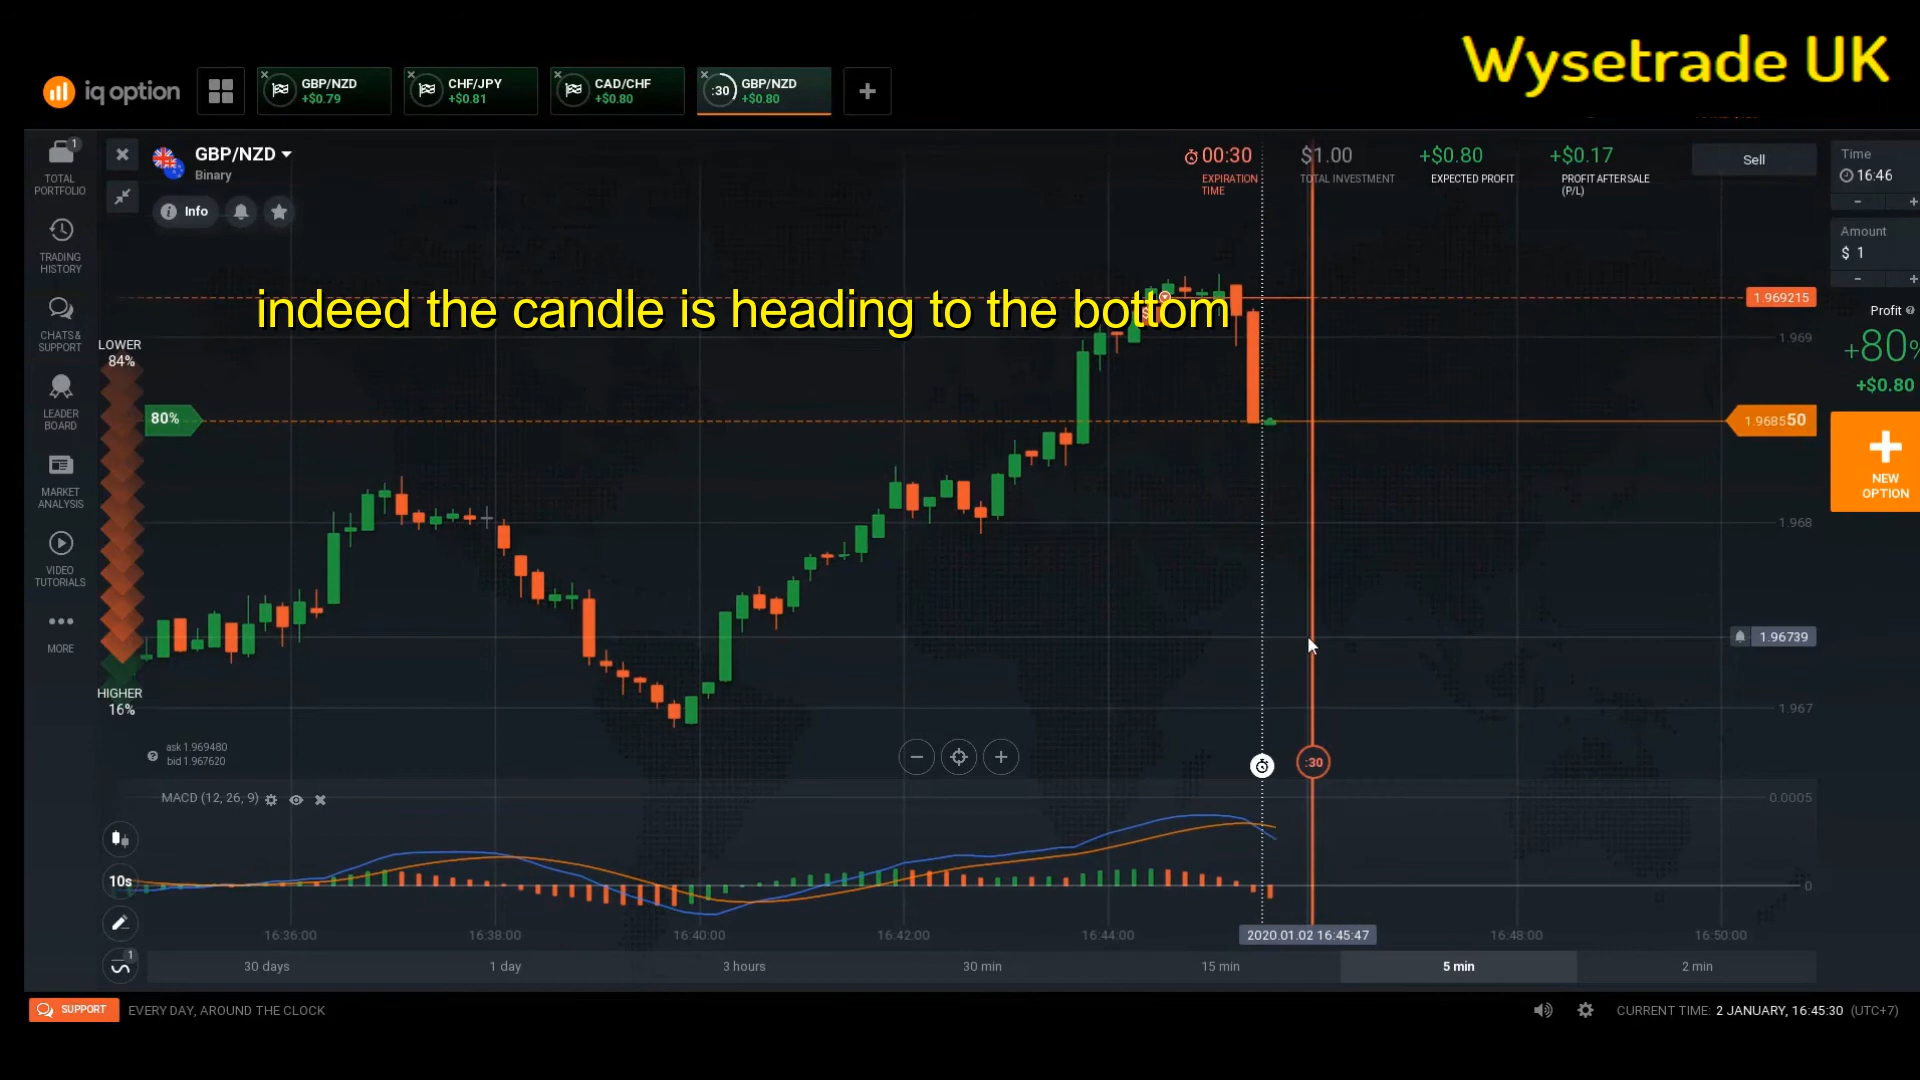 Wysetrade UK
iq option
GBP/NZD
+$0.79
CHF/JPY
+$0.81
CAD/CHF
+$0.80
:30
GBP/NZD
+$0.80
+
1
TOTAL
PORTFOLIO
TRADING
HISTORY
CHATS &
SUPPORT
LEADER
BOARD
MARKET
ANALYSIS
VIDEO
TUTORIALS
MORE
GBP/NZD
Binary
Info
00:30
EXPIRATION
TIME
$1.00
TOTAL INVESTMENT
+$0.80
EXPECTED PROFIT
+$0.17
PROFIT AFTER SALE
(P/L)
Sell
Time
16:46
- +
Amount
$ 1
- +
Profit
+80%
+$0.80
NEW
OPTION
indeed the candle is heading to the bottom
LOWER
84%
80%
HIGHER
16%
1.969215
1.969
1.968550
1.968
1.96739
1.967
ask 1.969480
bid 1.967620
:30
MACD (12, 26, 9)
0.0005
0
10s
1
16:36:00
16:38:00
16:40:00
16:42:00
16:44:00
2020.01.02 16:45:47
16:48:00
16:50:00
30 days
1 day
3 hours
30 min
15 min
5 min
2 min
SUPPORT
EVERY DAY, AROUND THE CLOCK
CURRENT TIME: 2 JANUARY, 16:45:30 (UTC+7)